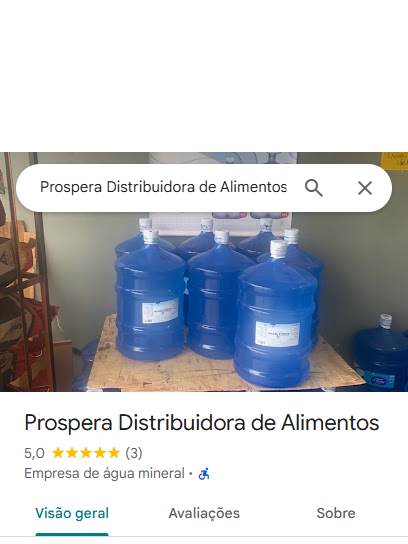 Prospera Distribuidora de Alimentos
Prospera Distribuidora de Alimentos
5,0 (3)
Empresa de água mineral ·
Visão geral
Avaliações
Sobre